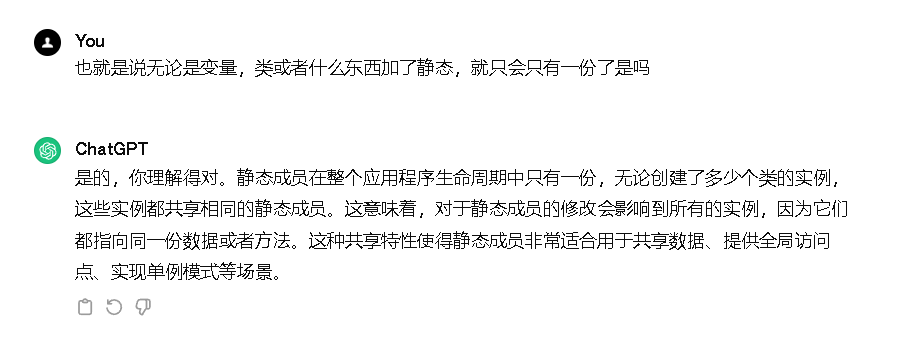 You
也就是说无论是变量，类或者什么东西加了静态，就只会只有一份了是吗
ChatGPT
是的，你理解得对。静态成员在整个应用程序生命周期中只有一份，无论创建了多少个类的实例，
这些实例都共享相同的静态成员。这意味着，对于静态成员的修改会影响到所有的实例，因为它们
都指向同一份数据或者方法。这种共享特性使得静态成员非常适合用于共享数据、提供全局访问
点、实现单例模式等场景。